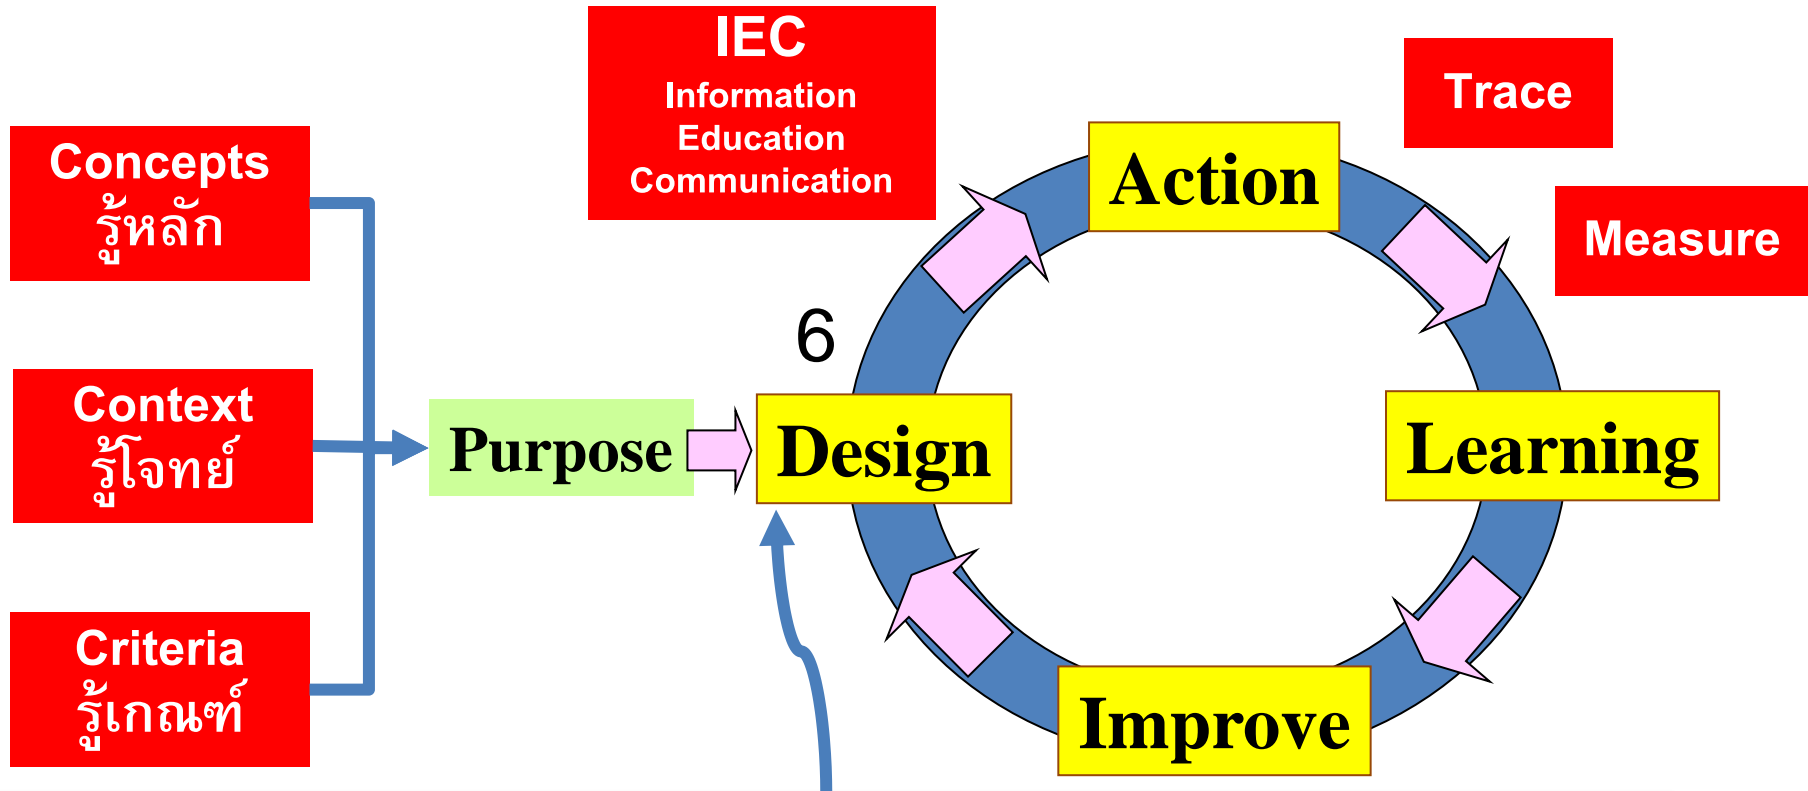 IEC
Information
Education
Communication
Trace
Measure
Concepts
รู้หลัก
Context
รู้โจทย์
Criteria
รู้เกณฑ์
Purpose
6
Design
Action
Learning
Improve